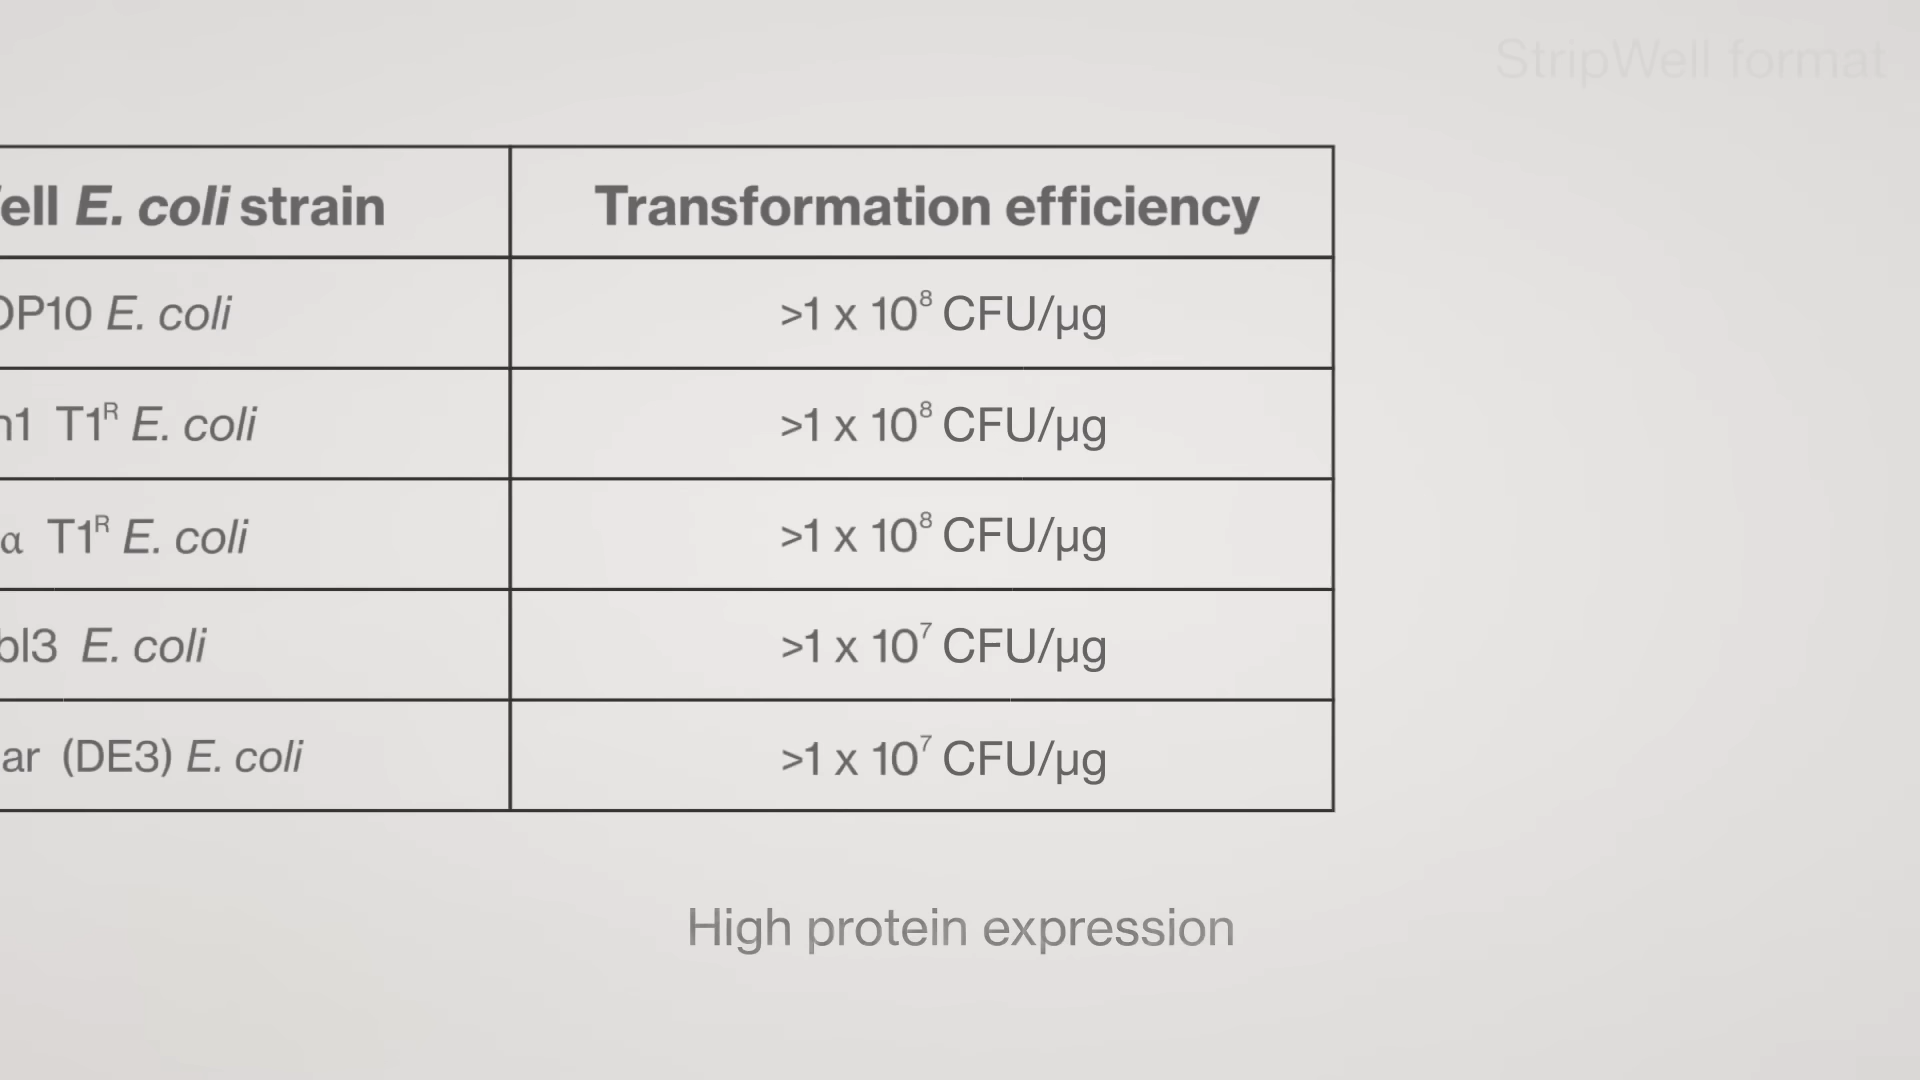 StripWell format
ell E. coli strain Transformation efficiency
OP10 E. coli >1 x 10⁸ CFU/µg
n1 T1ᴿ E. coli >1 x 10⁸ CFU/µg
α T1ᴿ E. coli >1 x 10⁸ CFU/µg
bl3 E. coli >1 x 10⁷ CFU/µg
ar (DE3) E. coli >1 x 10⁷ CFU/µg
High protein expression